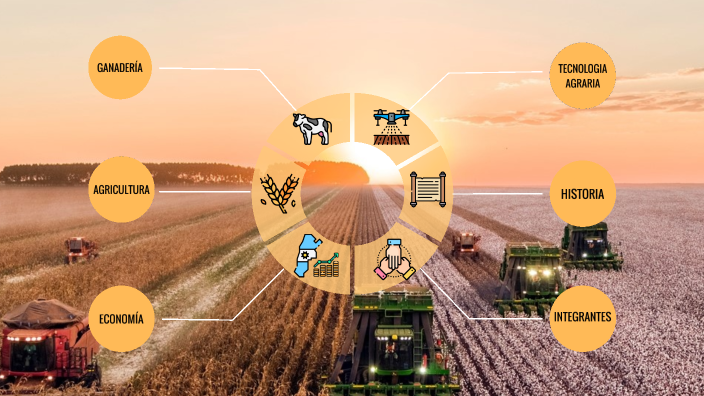 GANADERÍA
TECNOLOGIA
AGRARIA
AGRICULTURA
HISTORIA
ECONOMÍA
INTEGRANTES